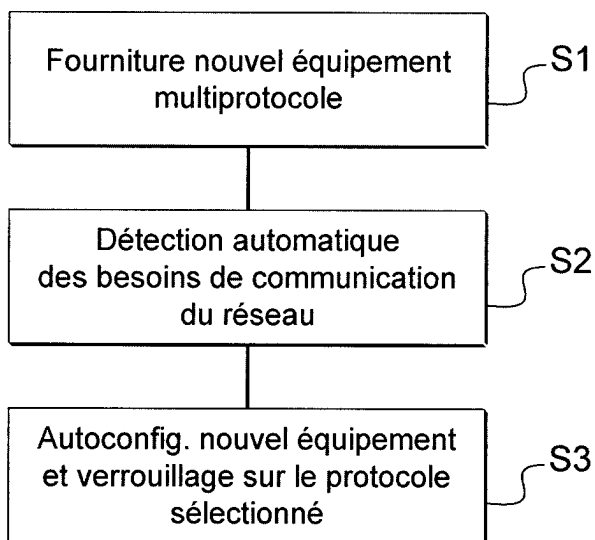 Fourniture nouvel équipement
multiprotocole
S1
Détection automatique
des besoins de communication
du réseau
S2
Autoconfig. nouvel équipement
et verrouillage sur le protocole
sélectionné
S3